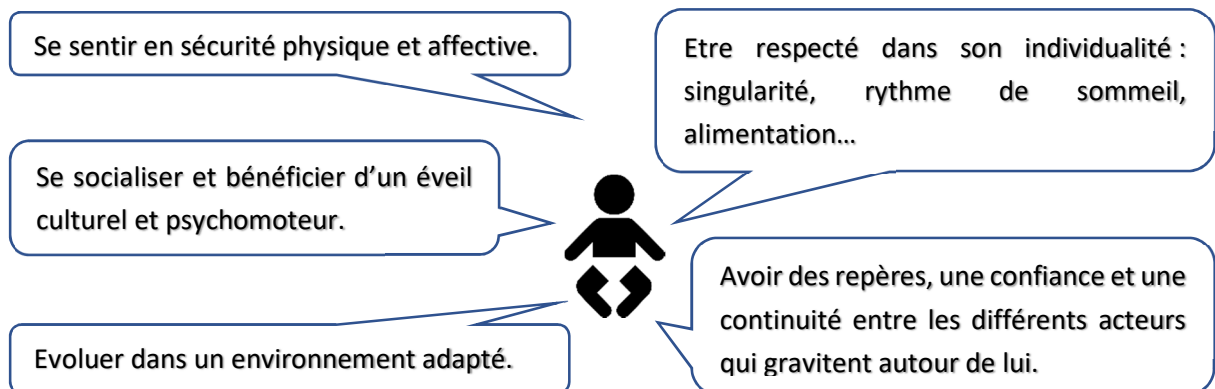 Se sentir en sécurité physique et affective.
Etre respecté dans son individualité :
singularité, rythme de sommeil,
alimentation…
Se socialiser et bénéficier d’un éveil
culturel et psychomoteur.
Avoir des repères, une confiance et une
continuité entre les différents acteurs
qui gravitent autour de lui.
Evoluer dans un environnement adapté.